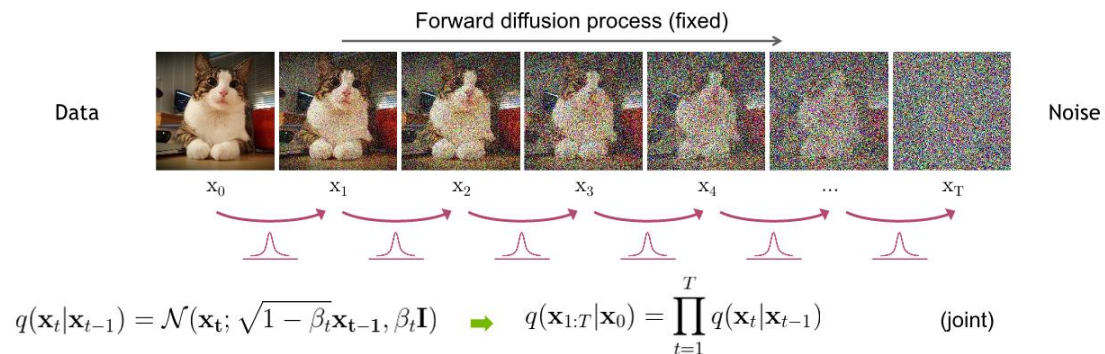 Forward diffusion process (fixed)
Data
Noise
x₀ x₁ x₂ x₃ x₄ ... x_T
q(𝐱ₜ|𝐱ₜ₋₁) = 𝒩(𝐱ₜ; √(1 − βₜ)𝐱ₜ₋₁, βₜ𝐈) ➡ q(𝐱₁:T|𝐱₀) = ∏_{t=1}^{T} q(𝐱ₜ|𝐱ₜ₋₁) (joint)